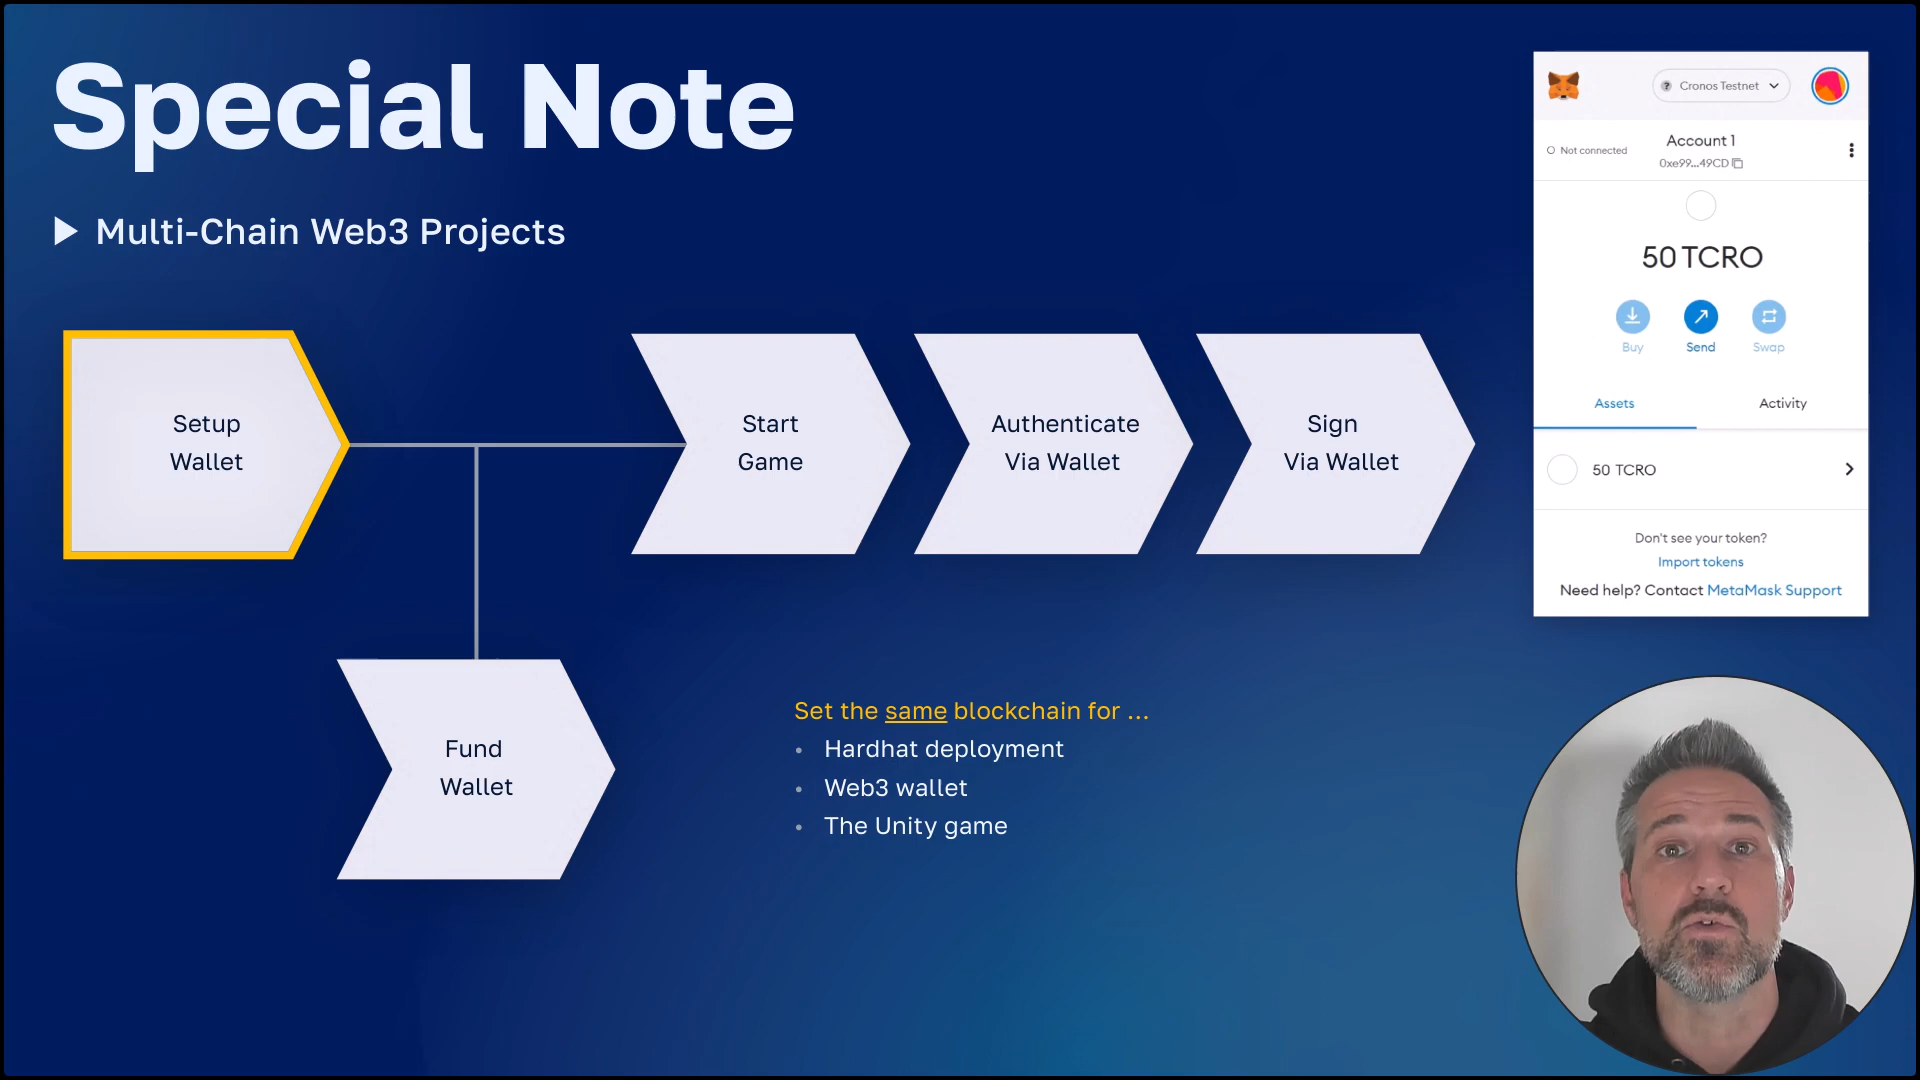 Special Note
Multi-Chain Web3 Projects
Setup
Wallet
Start
Game
Authenticate
Via Wallet
Sign
Via Wallet
Fund
Wallet
Set the same blockchain for ...
• Hardhat deployment
• Web3 wallet
• The Unity game
? Cronos Testnet
Not connected
Account 1
0xe99...49CD
50 TCRO
Buy
Send
Swap
Assets
Activity
50 TCRO
Don't see your token?
Import tokens
Need help? Contact MetaMask Support